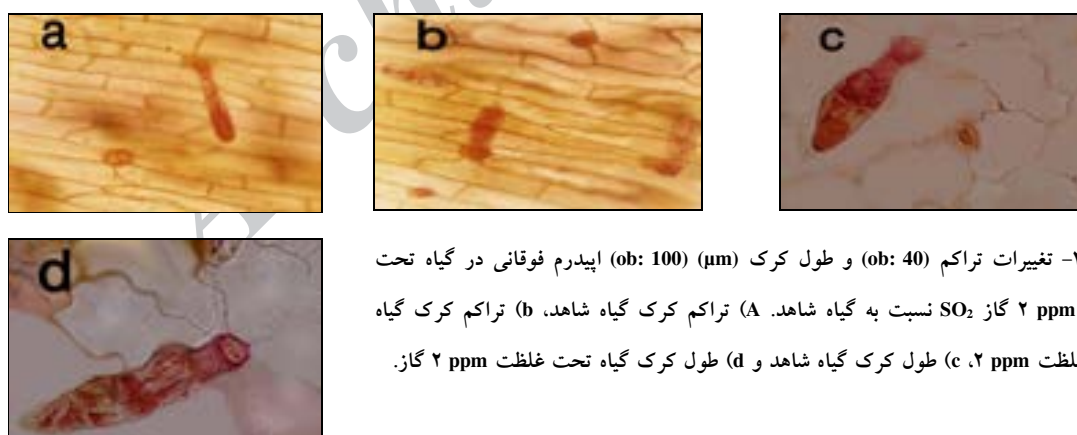 a
b
c
d
۷- تغییرات تراکم (ob: 40) و طول کرک (µm) (ob: 100) اپیدرم فوقانی در گیاه تحت
۲ ppm گاز SO₂ نسبت به گیاه شاهد. A) تراکم کرک گیاه شاهد، b) تراکم کرک گیاه
۲ ppm، c) طول کرک گیاه شاهد و d) طول کرک گیاه تحت غلظت ۲ ppm گاز.